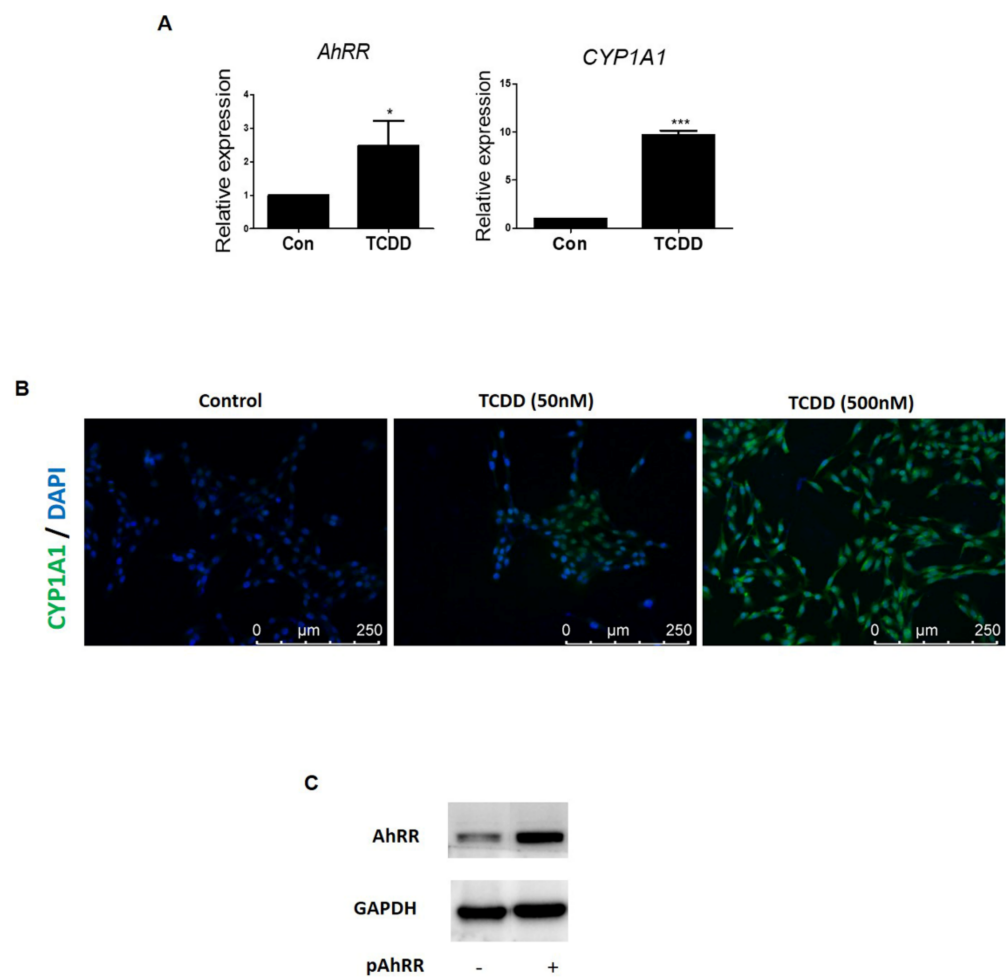 A
AhRR
CYP1A1
Relative expression
4
3
2
1
0
*
Con
TCDD
Relative expression
15
10
5
0
***
Con
TCDD
B
Control
TCDD (50nM)
TCDD (500nM)
CYP1A1 / DAPI
0 µm 250
0 µm 250
0 µm 250
C
AhRR
GAPDH
pAhRR - +